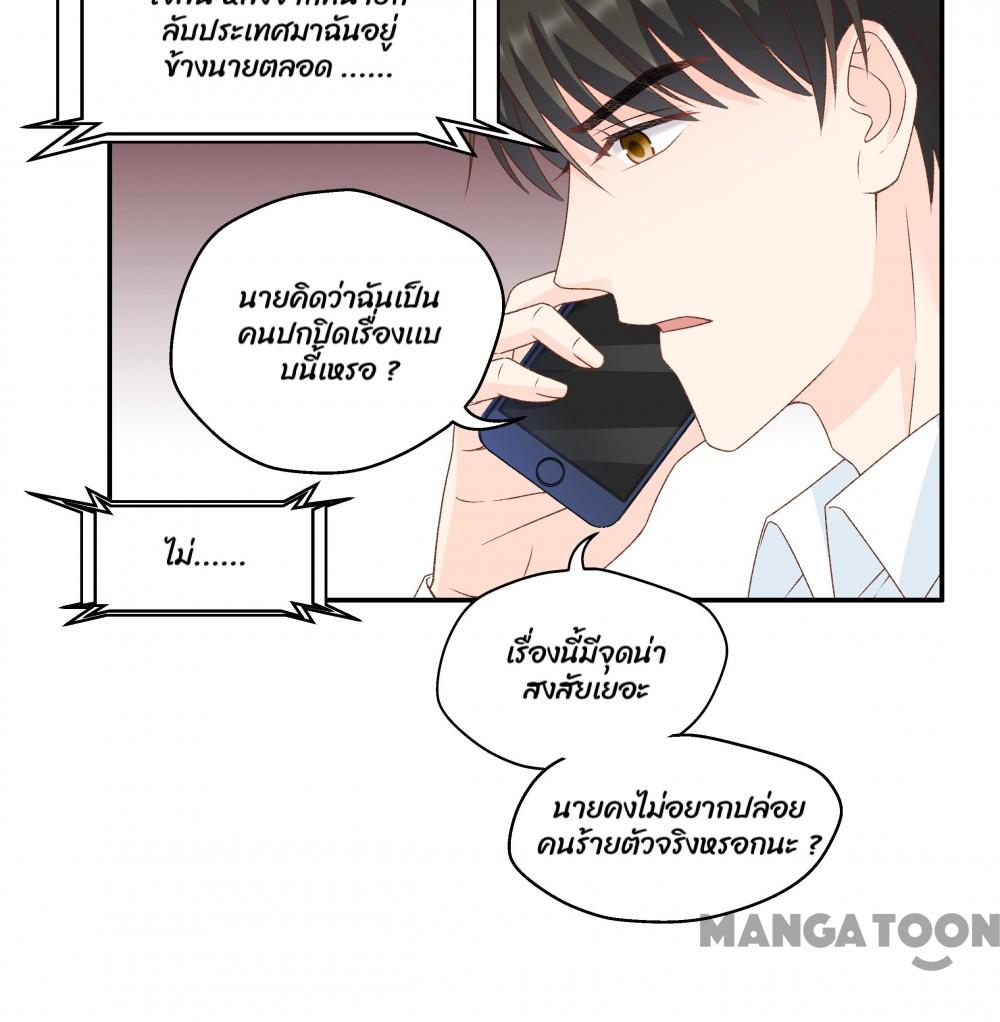 ลับประเทศมาฉันอยู่
ข้างนายตลอด ......
นายคิดว่าฉันเป็น
คนปกปิดเรื่องแบ
บนี้เหรอ ?
ไม่......
เรื่องนี้มีจุดน่า
สงสัยเยอะ
นายคงไม่อยากปล่อย
คนร้ายตัวจริงหรอกนะ ?
MANGATOON